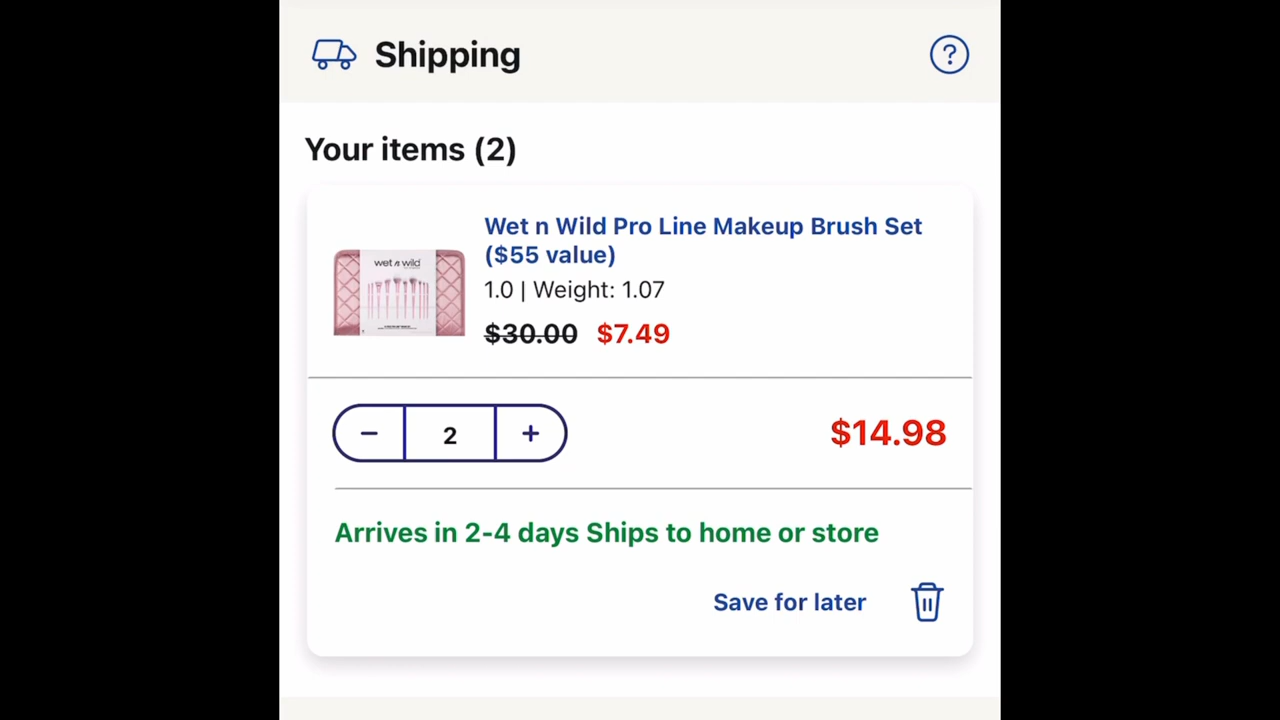 Shipping
?
Your items (2)
Wet n Wild Pro Line Makeup Brush Set
($55 value)
wet n wild
1.0 | Weight: 1.07
$30.00 $7.49
2
$14.98
Arrives in 2-4 days Ships to home or store
Save for later